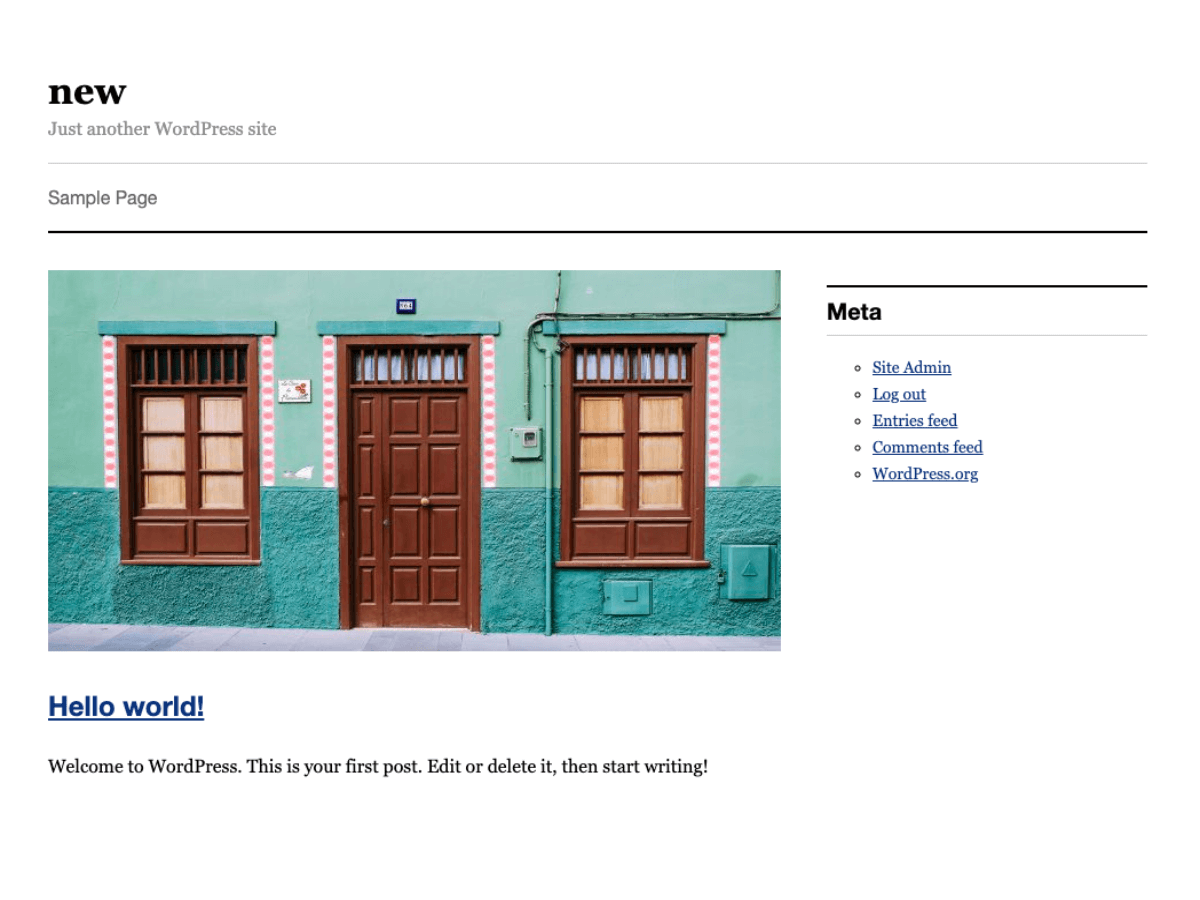 new
Just another WordPress site
Sample Page
Meta
Site Admin
Log out
Entries feed
Comments feed
WordPress.org
Hello world!
Welcome to WordPress. This is your first post. Edit or delete it, then start writing!